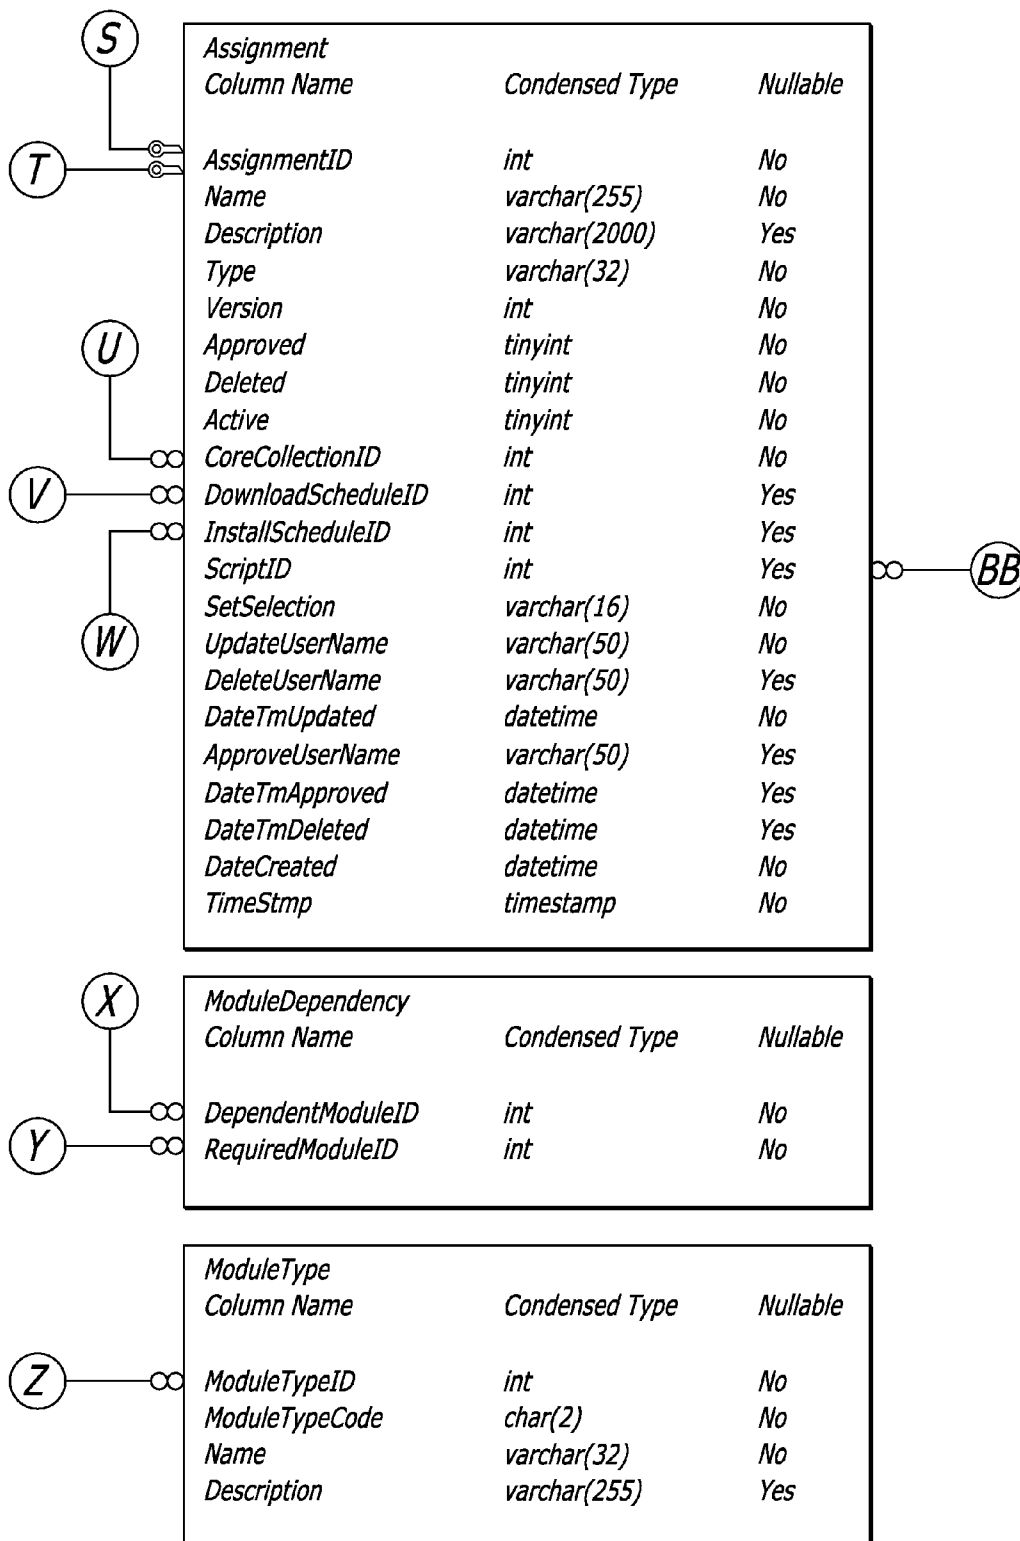 S
Assignment
Column Name Condensed Type Nullable
T
AssignmentID int No
Name varchar(255) No
Description varchar(2000) Yes
Type varchar(32) No
Version int No
U
Approved tinyint No
Deleted tinyint No
Active tinyint No
CoreCollectionID int No
V
DownloadScheduleID int Yes
InstallScheduleID int Yes
ScriptID int Yes
BB
SetSelection varchar(16) No
W
UpdateUserName varchar(50) No
DeleteUserName varchar(50) Yes
DateTmUpdated datetime No
ApproveUserName varchar(50) Yes
DateTmApproved datetime Yes
DateTmDeleted datetime Yes
DateCreated datetime No
TimeStmp timestamp No
X
ModuleDependency
Column Name Condensed Type Nullable
DependentModuleID int No
Y
RequiredModuleID int No
ModuleType
Column Name Condensed Type Nullable
Z
ModuleTypeID int No
ModuleTypeCode char(2) No
Name varchar(32) No
Description varchar(255) Yes